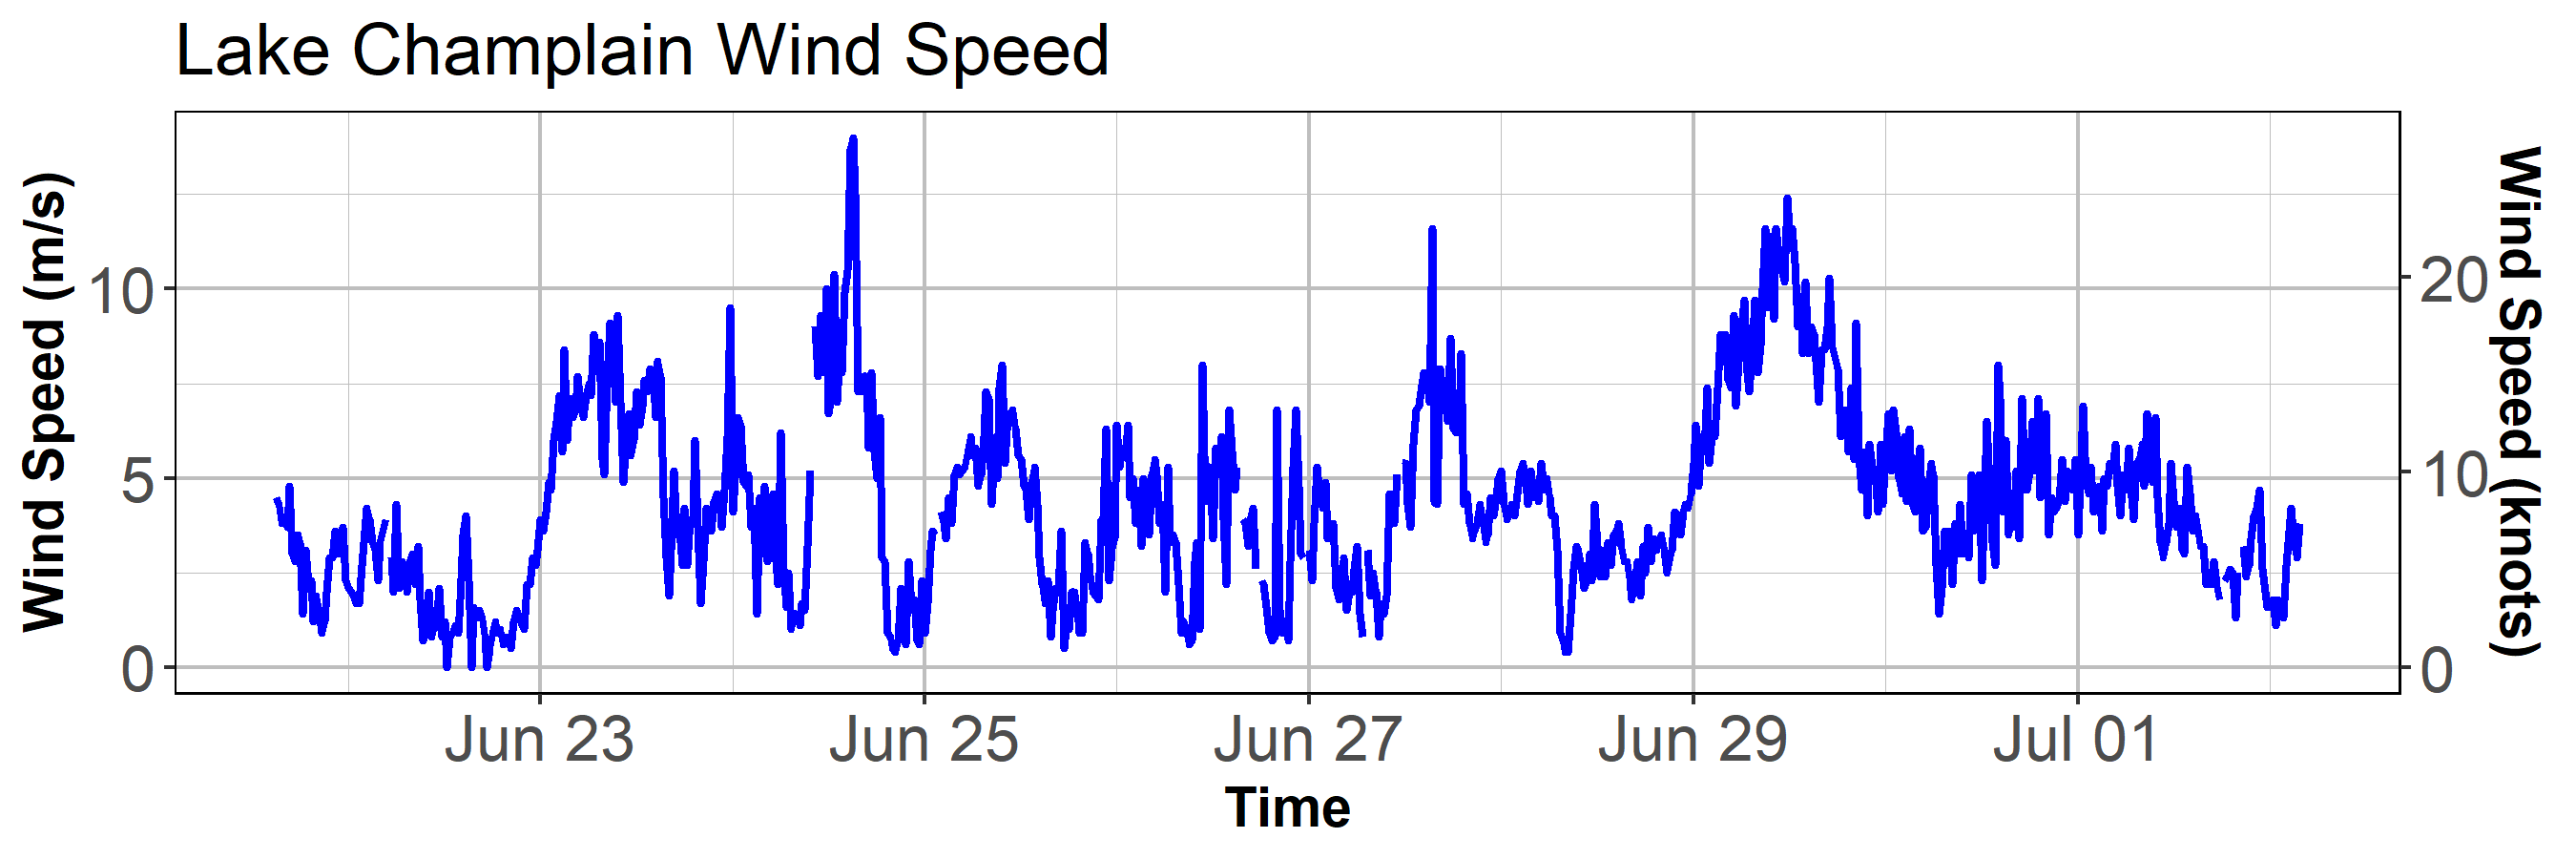 Lake Champlain Wind Speed
Wind Speed (m/s)
10
5
0
20
10
0
Wind Speed (knots)
Jun 23
Jun 25
Jun 27
Jun 29
Jul 01
Time